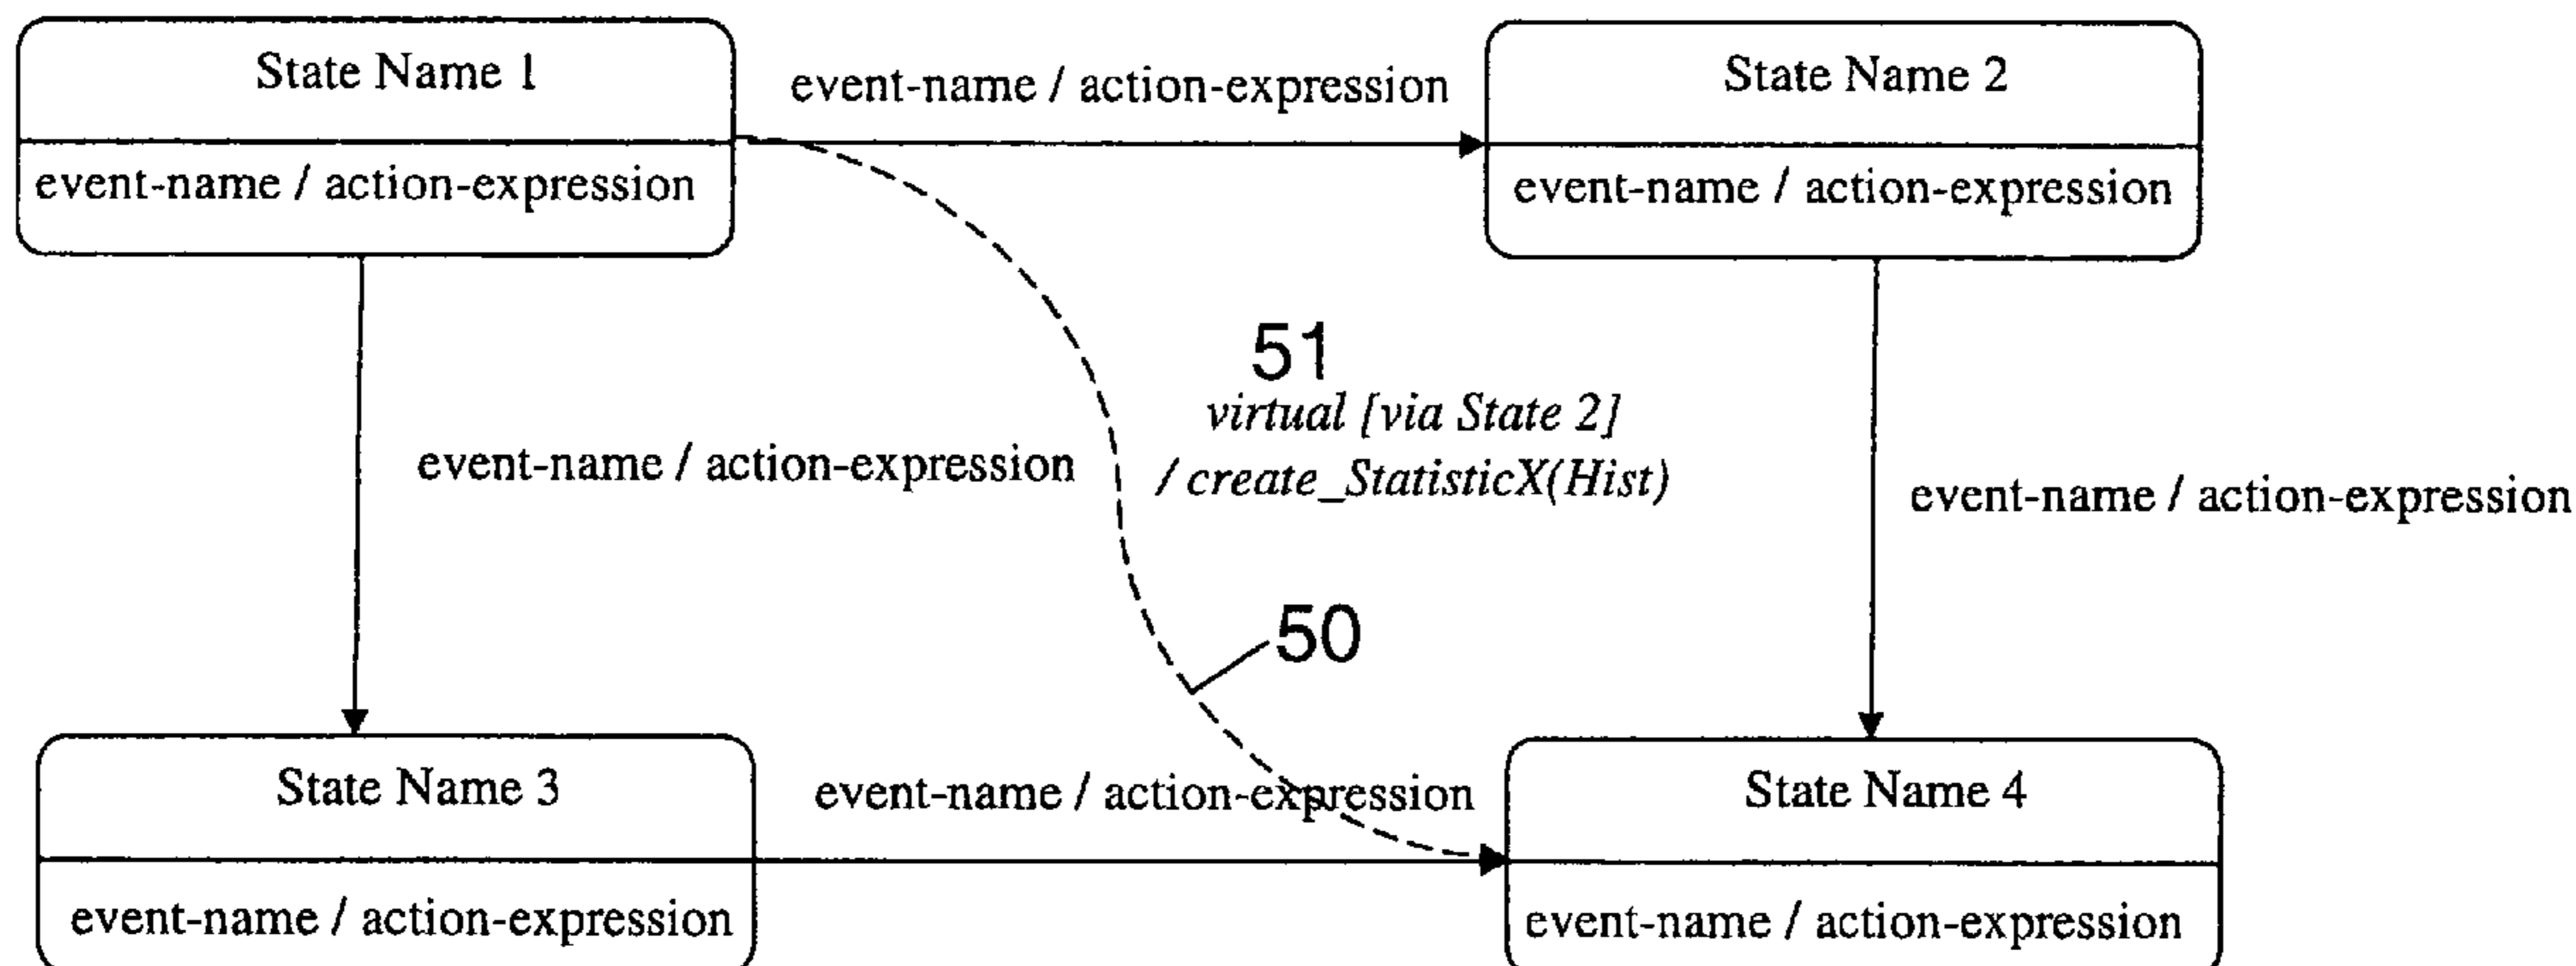 State Name 1
event-name / action-expression
State Name 2
event-name / action-expression
event-name / action-expression
51
virtual [via State 2]
/ create_StatisticX(Hist)
event-name / action-expression
event-name / action-expression
50
State Name 3
event-name / action-expression
State Name 4
event-name / action-expression
event-name / action-expression